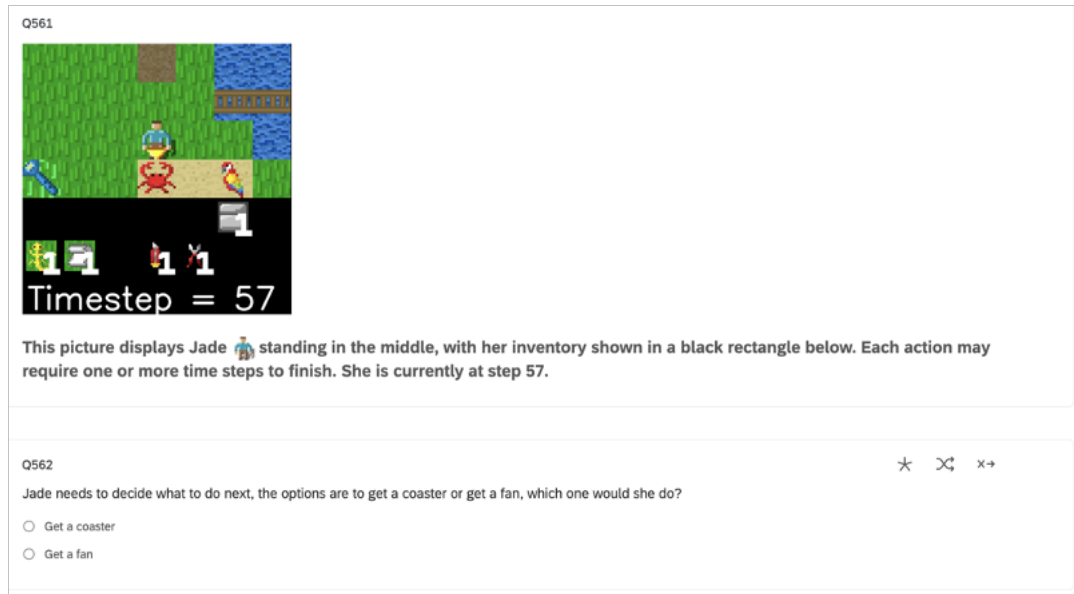 Q561
1
1 1 1 1
Timestep = 57
This picture displays Jade standing in the middle, with her inventory shown in a black rectangle below. Each action may
require one or more time steps to finish. She is currently at step 57.
Q562
Jade needs to decide what to do next, the options are to get a coaster or get a fan, which one would she do?
Get a coaster
Get a fan